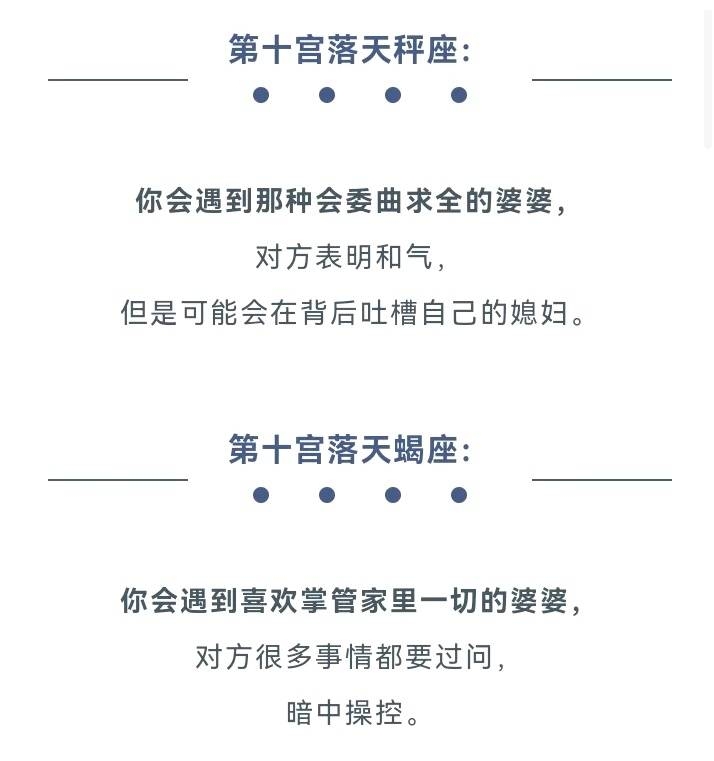 第十宫落天秤座:
你会遇到那种会委曲求全的婆婆，
对方表明和气，
但是可能会在背后吐槽自己的媳妇。
第十宫落天蝎座:
你会遇到喜欢掌管家里一切的婆婆，
对方很多事情都要过问，
暗中操控。